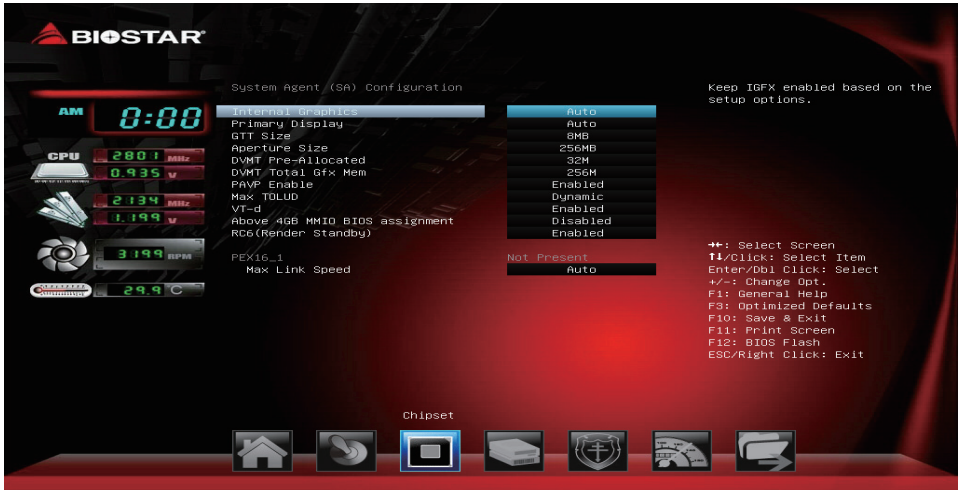 BIOSTAR
System Agent (SA) Configuration
Keep IGFX enabled based on the
setup options.
AM 0:00
Internal Graphics Auto
Primary Display Auto
GTT Size 8MB
Aperture Size 256MB
DVMT Pre-Allocated 32M
DVMT Total Gfx Mem 256M
PAVP Enable Enabled
Max TOLUD Dynamic
VT-d Enabled
Above 4GB MMIO BIOS assignment Disabled
RC6(Render Standby) Enabled
PEX16_1 Not Present
Max Link Speed Auto
CPU 2801 MHz
0.935 V
2134 MHz
1.199 V
3199 RPM
29.9 C
→←: Select Screen
↑↓/Click: Select Item
Enter/Dbl Click: Select
+/-: Change Opt.
F1: General Help
F3: Optimized Defaults
F10: Save & Exit
F11: Print Screen
F12: BIOS Flash
ESC/Right Click: Exit
Chipset